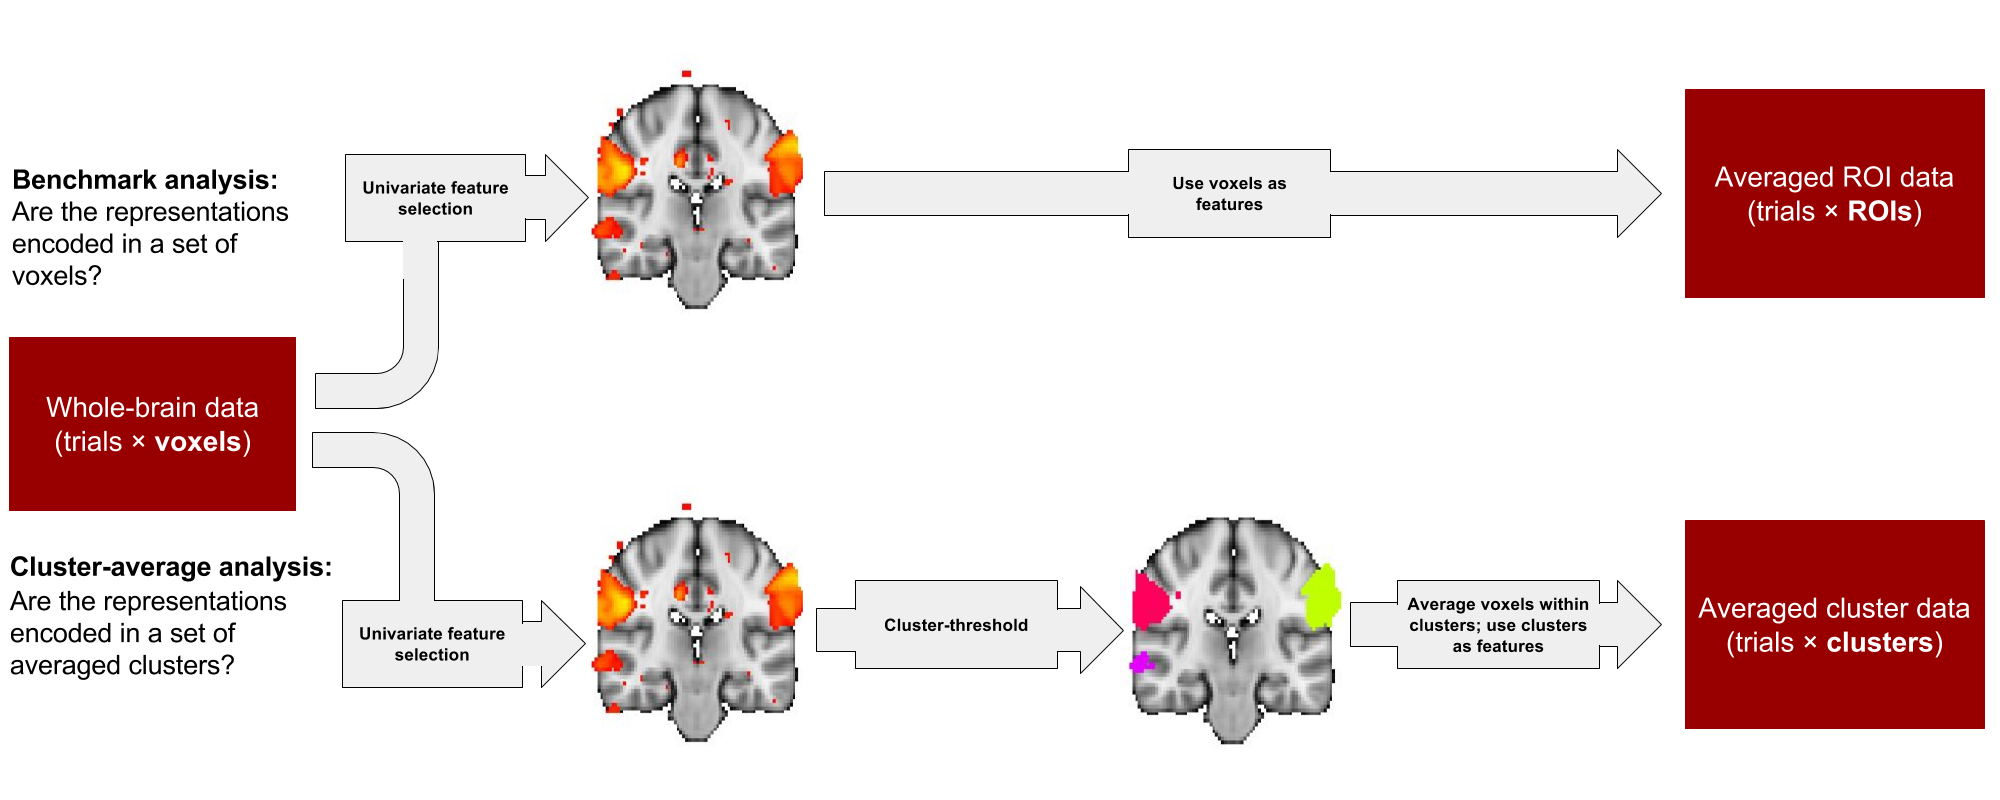 Benchmark analysis:
Are the representations
encoded in a set of
voxels?
Univariate feature
selection
Use voxels as
features
Averaged ROI data
(trials × ROIs)
Whole-brain data
(trials × voxels)
Cluster-average analysis:
Are the representations
encoded in a set of
averaged clusters?
Univariate feature
selection
Cluster-threshold
Average voxels within
clusters; use clusters
as features
Averaged cluster data
(trials × clusters)